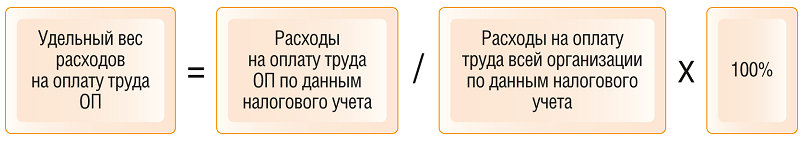 Удельный вес
расходов
на оплату труда
ОП
=
Расходы
на оплату труда
ОП по данным
налогового учета
/
Расходы на оплату
труда всей организации
по данным налогового
учета
X
100%